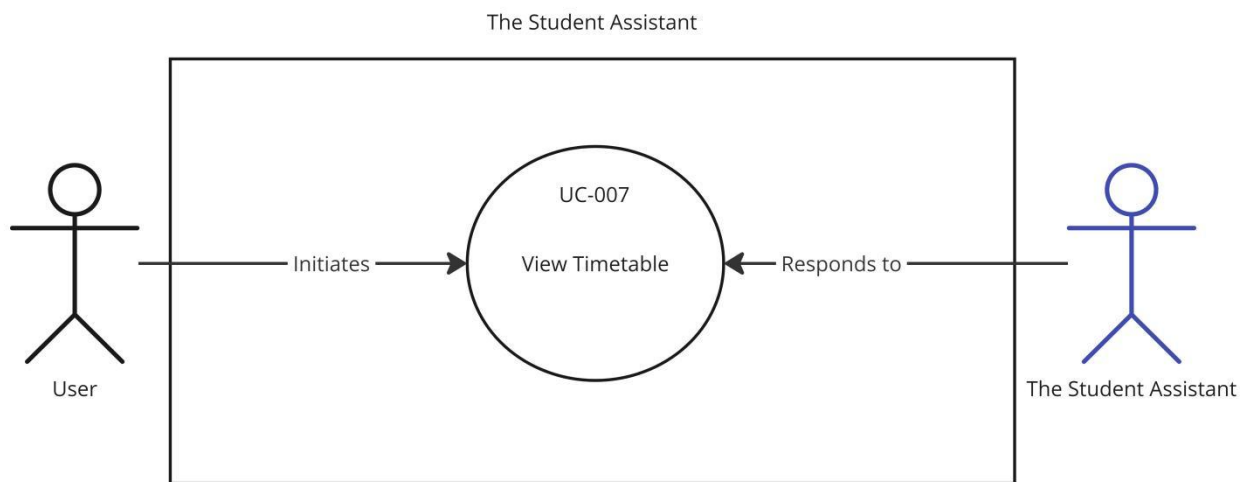 The Student Assistant
UC-007
Initiates
View Timetable
Responds to
User
The Student Assistant